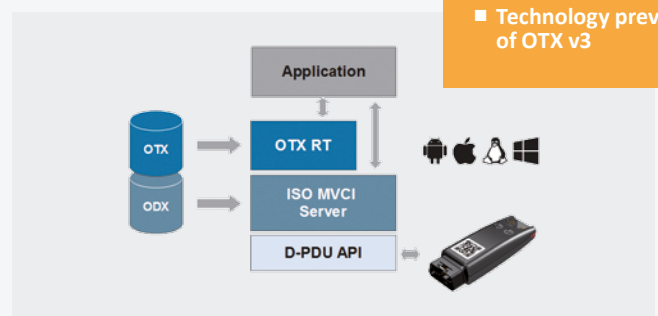 ■ Technology prev
of OTX v3
Application
OTX
OTX RT
ODX
ISO MVCI
Server
D-PDU API